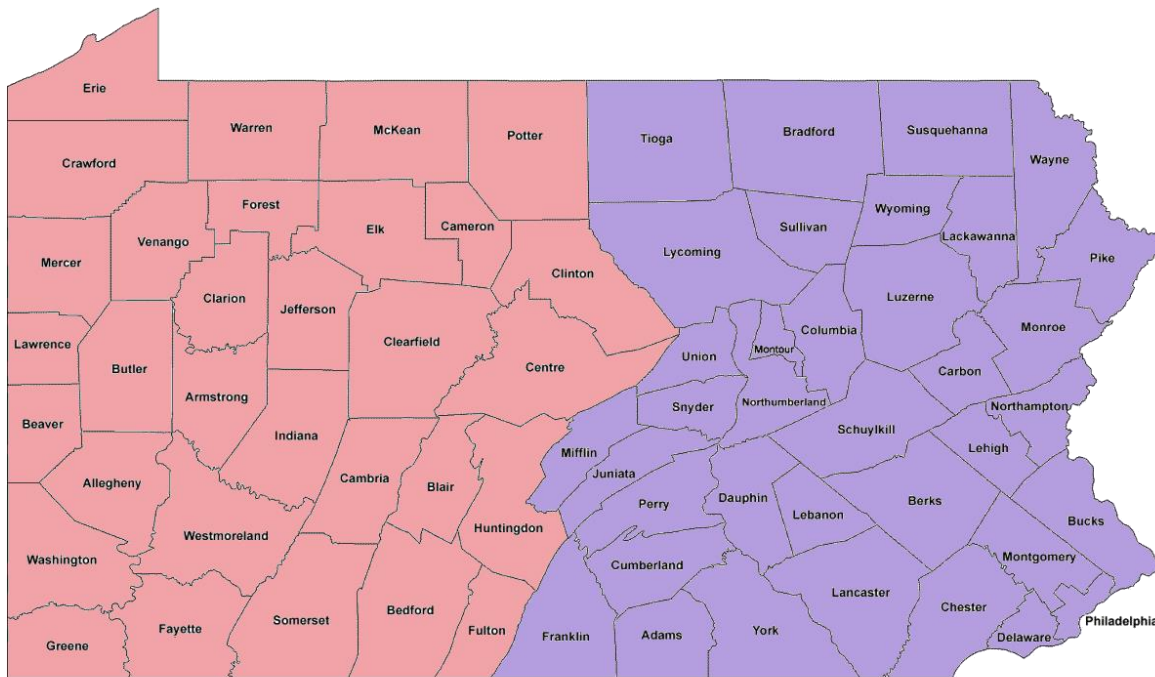 Erie
Warren
McKean
Potter
Tioga
Bradford
Susquehanna
Wayne
Crawford
Forest
Elk
Cameron
Venango
Wyoming
Sullivan
Lackawanna
Lycoming
Pike
Mercer
Clinton
Clarion
Jefferson
Luzerne
Columbia
Monroe
Lawrence
Clearfield
Butler
Centre
Union
Montour
Carbon
Armstrong
Snyder
Northumberland
Northampton
Beaver
Indiana
Schuylkill
Lehigh
Mifflin
Juniata
Allegheny
Cambria
Blair
Perry
Dauphin
Lebanon
Berks
Bucks
Huntingdon
Westmoreland
Washington
Cumberland
Montgomery
Lancaster
Chester
Bedford
Somerset
Fayette
Fulton
Franklin
Adams
York
Delaware
Philadelphia
Greene